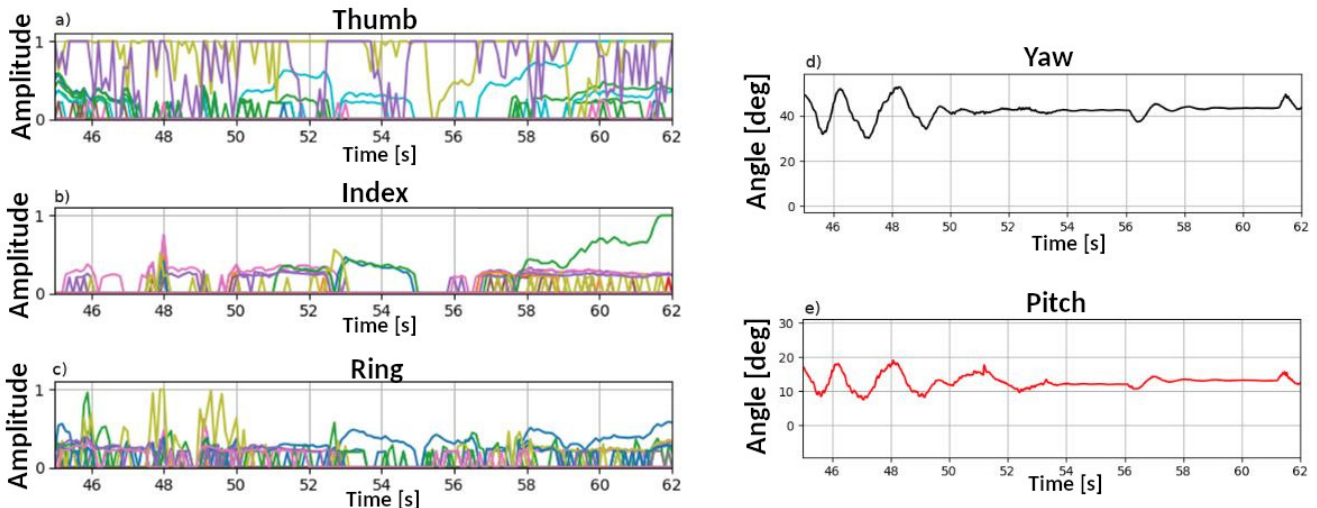 a) Thumb
Amplitude
1
0
46 48 50 52 54 56 58 60 62
Time [s]
b) Index
Amplitude
1
0
46 48 50 52 54 56 58 60 62
Time [s]
c) Ring
Amplitude
1
0
46 48 50 52 54 56 58 60 62
Time [s]
d) Yaw
Angle [deg]
40
20
0
46 48 50 52 54 56 58 60 62
Time [s]
e) Pitch
Angle [deg]
30
20
10
0
46 48 50 52 54 56 58 60 62
Time [s]